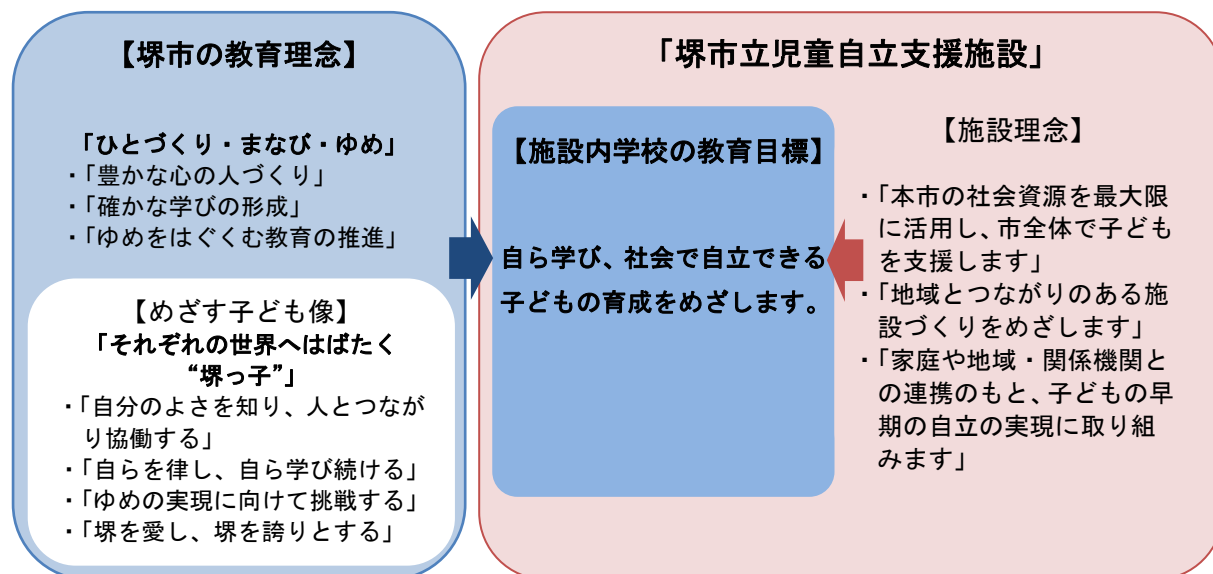 【堺市の教育理念】
「ひとづくり・まなび・ゆめ」
・「豊かな心の人づくり」
・「確かな学びの形成」
・「ゆめをはぐくむ教育の推進」
【めざす子ども像】
「それぞれの世界へはばたく
“堺っ子”」
・「自分のよさを知り、人とつなが
り協働する」
・「自らを律し、自ら学び続ける」
・「ゆめの実現に向けて挑戦する」
・「堺を愛し、堺を誇りとする」
「堺市立児童自立支援施設」
【施設内学校の教育目標】
自ら学び、社会で自立できる
子どもの育成をめざします。
【施設理念】
・「本市の社会資源を最大限
に活用し、市全体で子ども
を支援します」
・「地域とつながりのある施
設づくりをめざします」
・「家庭や地域・関係機関と
の連携のもと、子どもの早
期の自立の実現に取り組
みます」